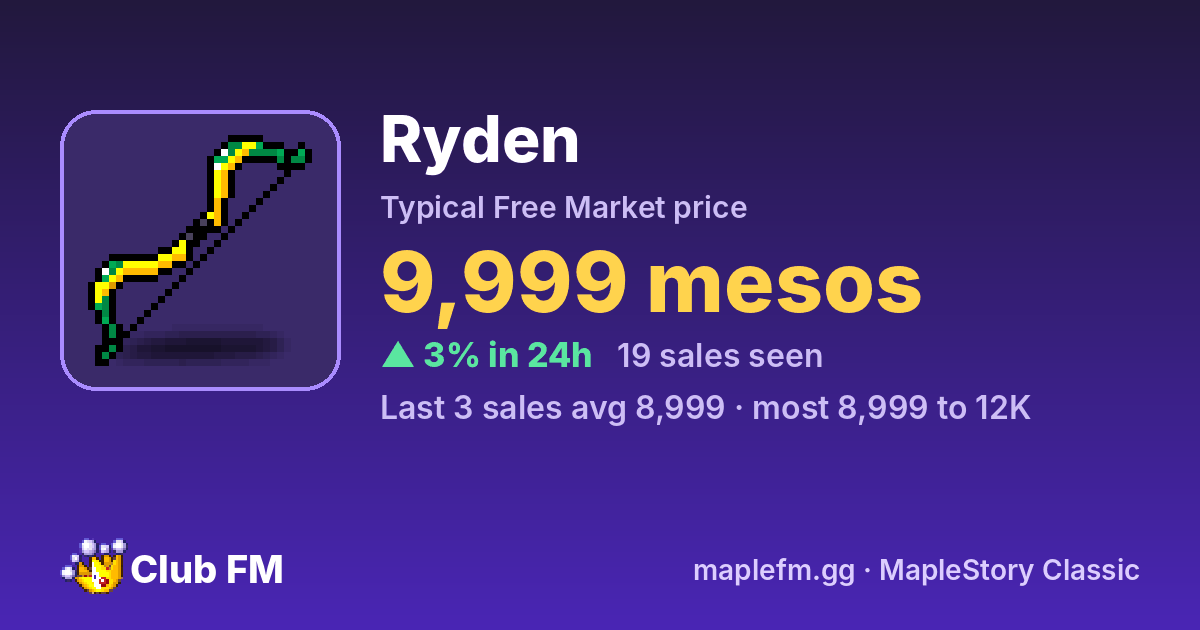 Ryden
Typical Free Market price
9,999 mesos
▲ 3% in 24h 19 sales seen
Last 3 sales avg 8,999 · most 8,999 to 12K
Club FM
maplefm.gg · MapleStory Classic